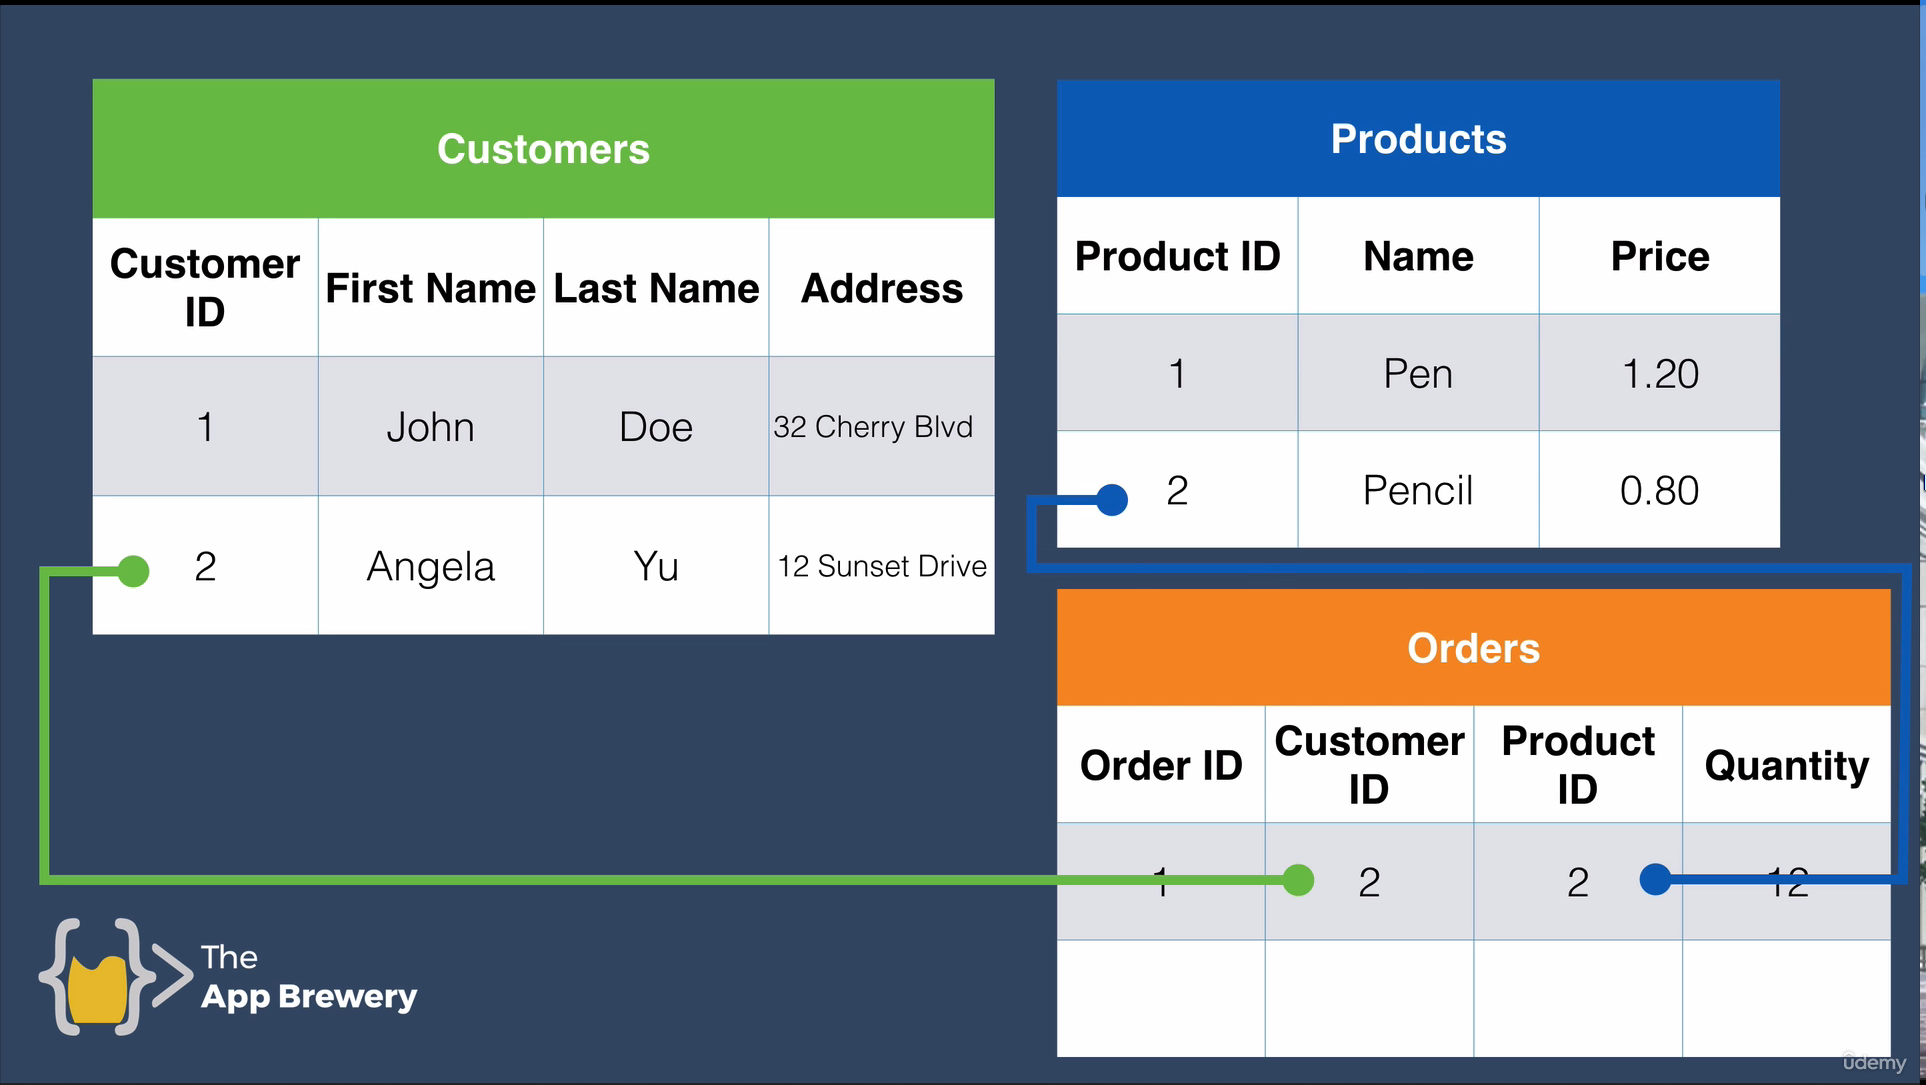 Customers
Customer ID First Name Last Name Address
1 John Doe 32 Cherry Blvd
2 Angela Yu 12 Sunset Drive
Products
Product ID Name Price
1 Pen 1.20
2 Pencil 0.80
Orders
Order ID Customer ID Product ID Quantity
1 2 2 12
The
App Brewery
udemy